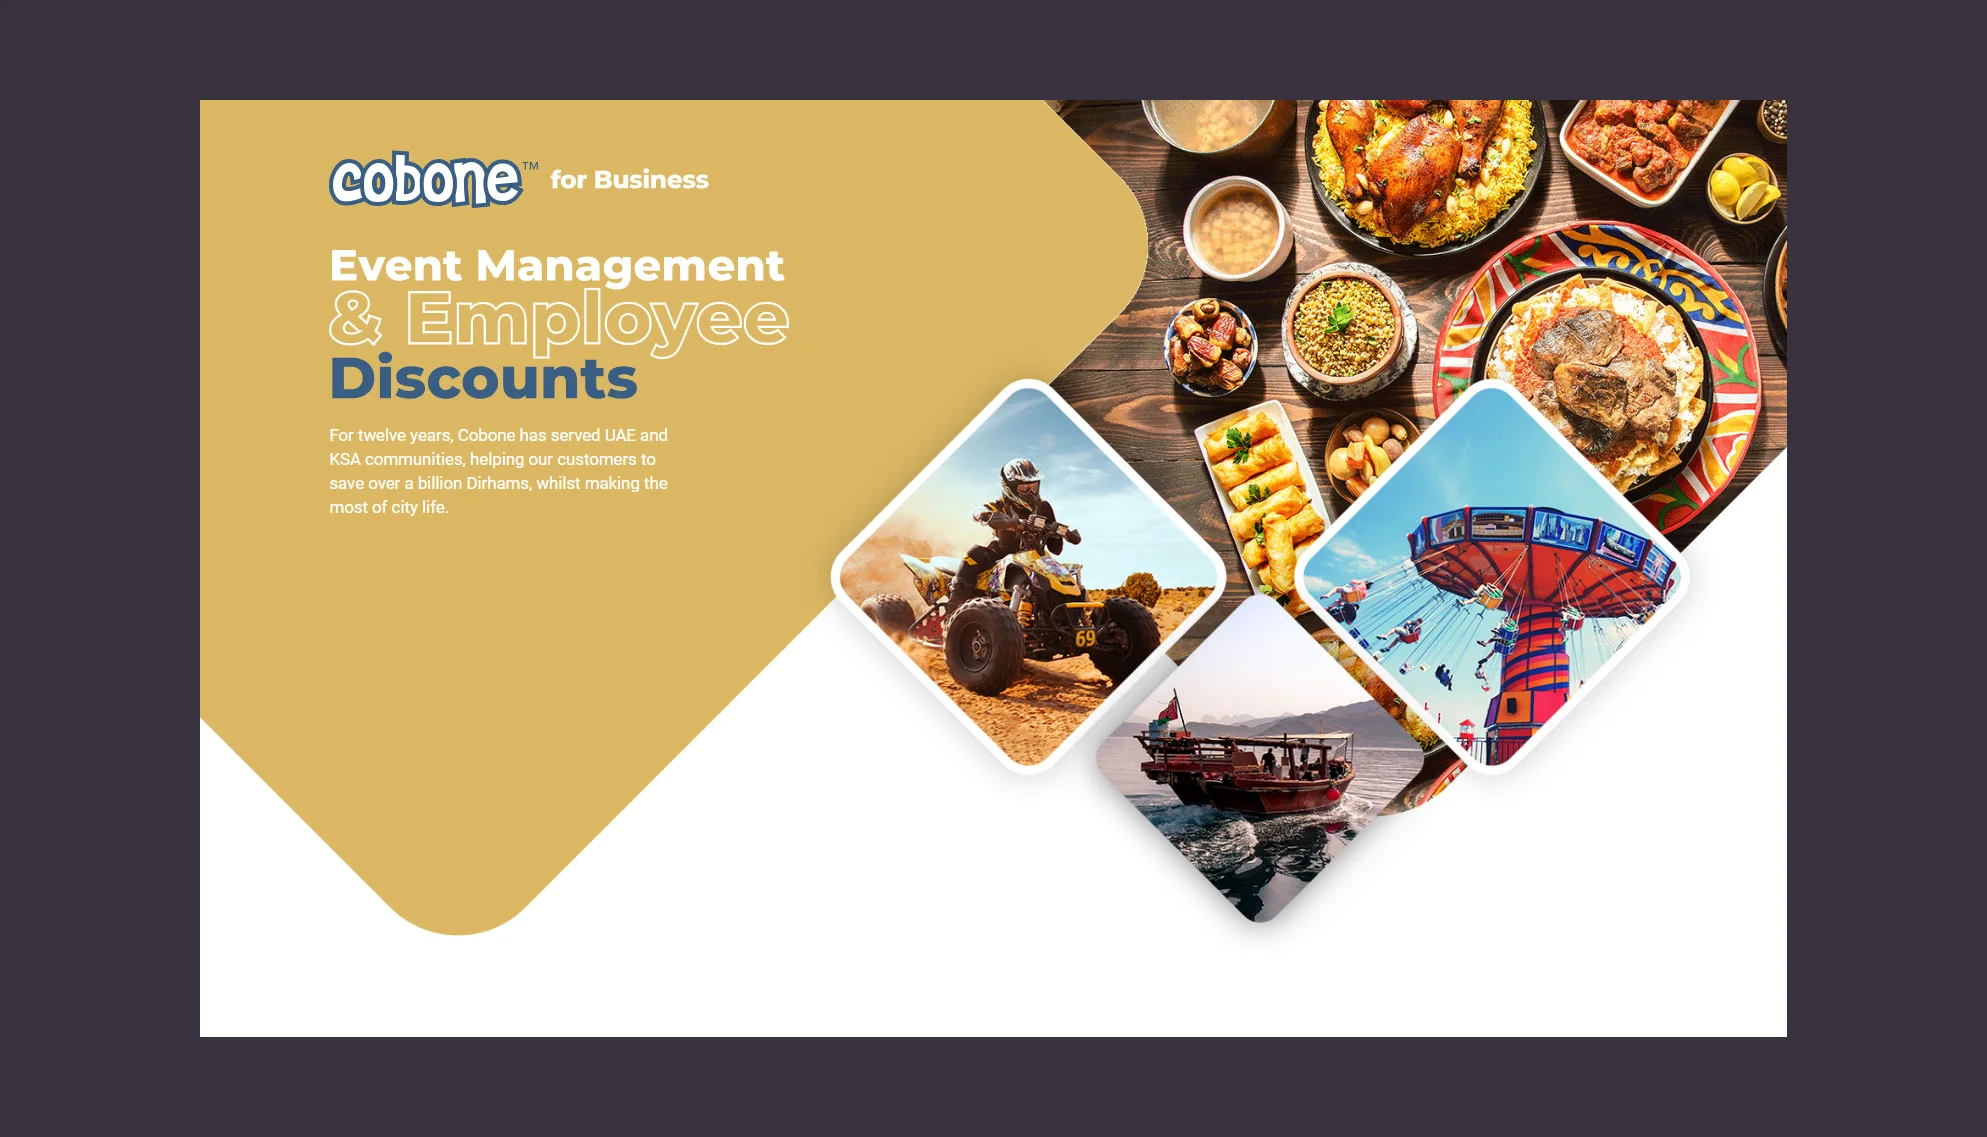 cobone™ for Business
Event Management
& Employee
Discounts
For twelve years, Cobone has served UAE and
KSA communities, helping our customers to
save over a billion Dirhams, whilst making the
most of city life.
69